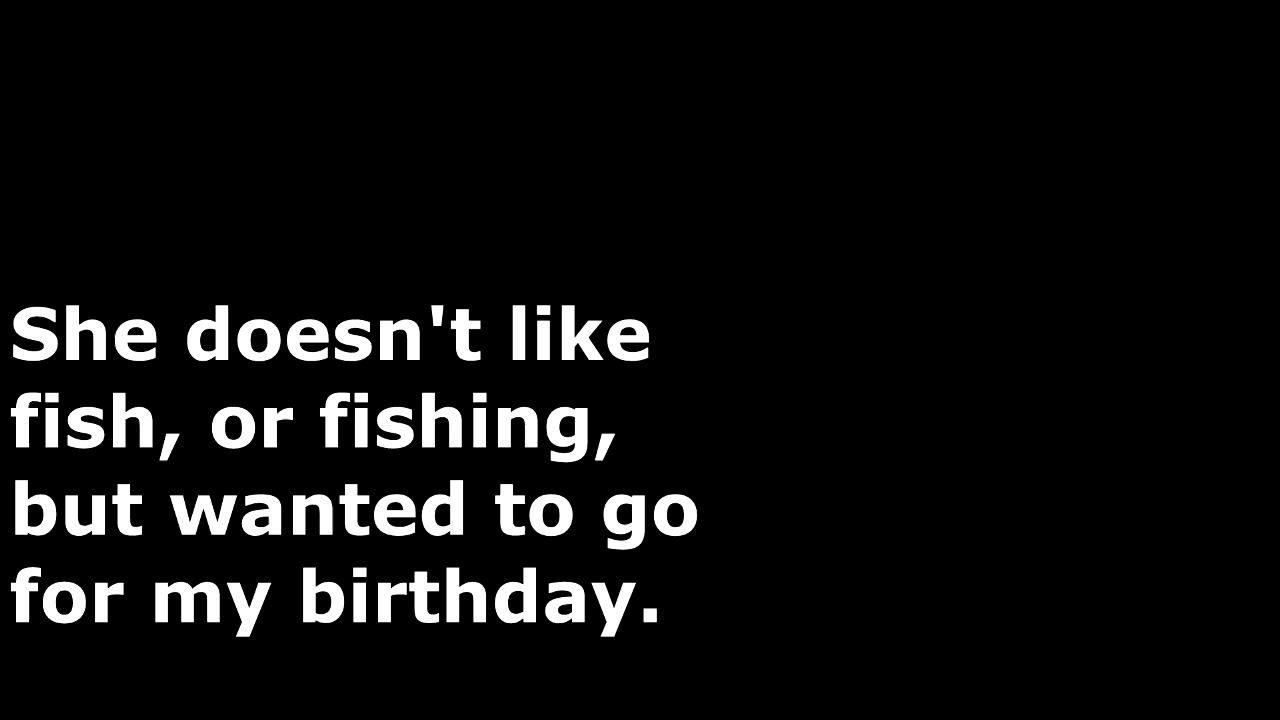 She doesn't like
fish, or fishing,
but wanted to go
for my birthday.